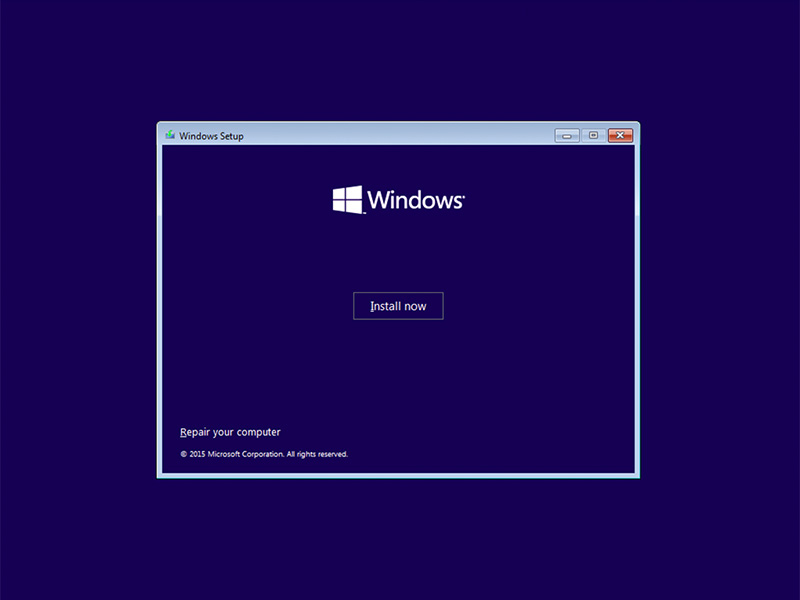 Windows Setup
Windows
Install now
Repair your computer
© 2015 Microsoft Corporation. All rights reserved.